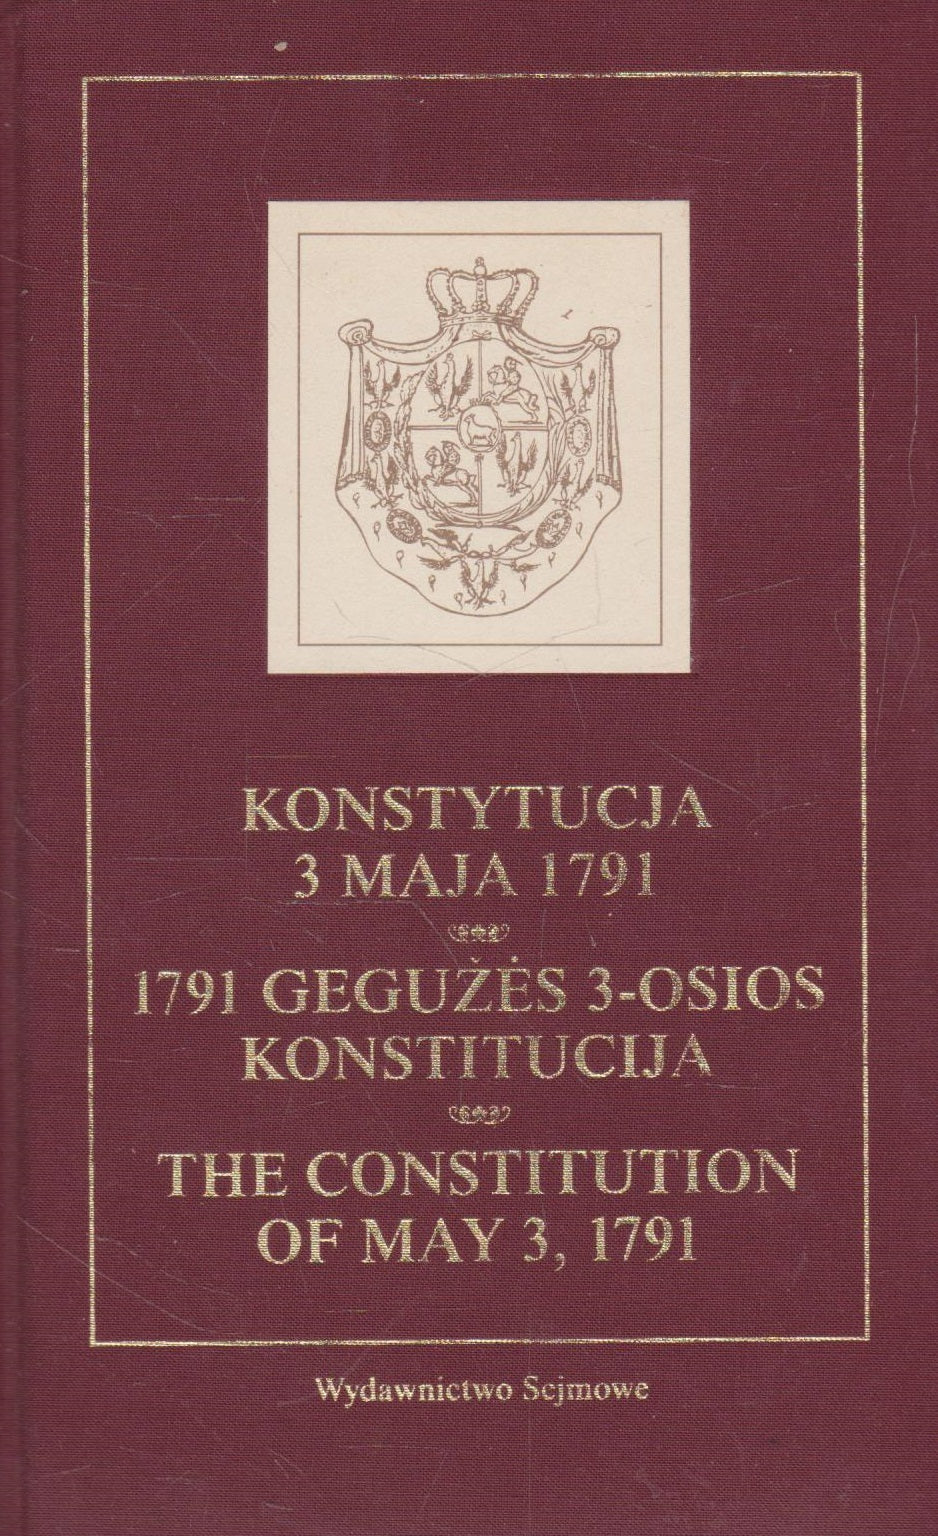 KONSTYTUCJA
3 MAJA 1791
1791 GEGUŽĖS 3-OSIOS
KONSTITUCIJA
THE CONSTITUTION
OF MAY 3, 1791
Wydawnictwo Sejmowe